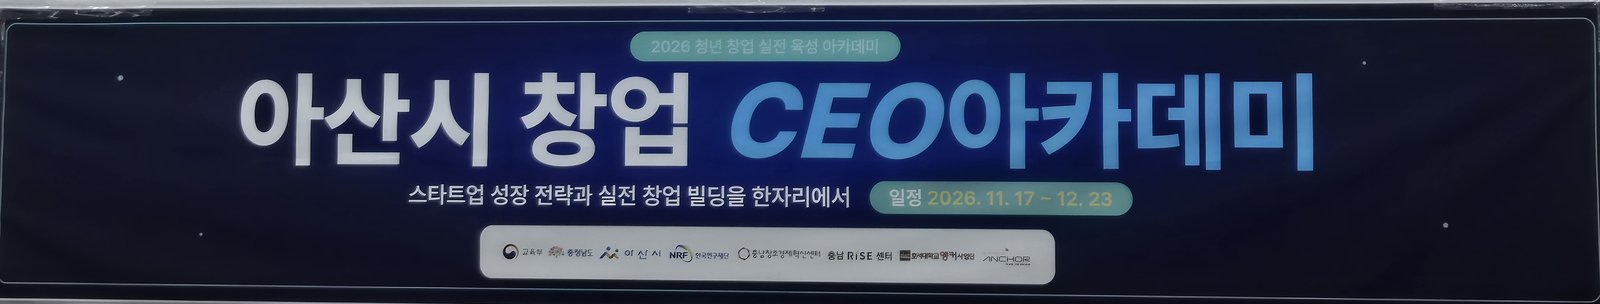 2026 청년 창업 실전 육성 아카데미
아산시 창업 CEO아카데미
스타트업 성장 전략과 실전 창업 빌딩을 한자리에서 일정 2026. 11. 17 ~ 12. 23
교육부 충청남도 아산시 NRF 한국연구재단 충남창조경제혁신센터 충남 RISE 센터 호서대학교 사업단 ANCHOR